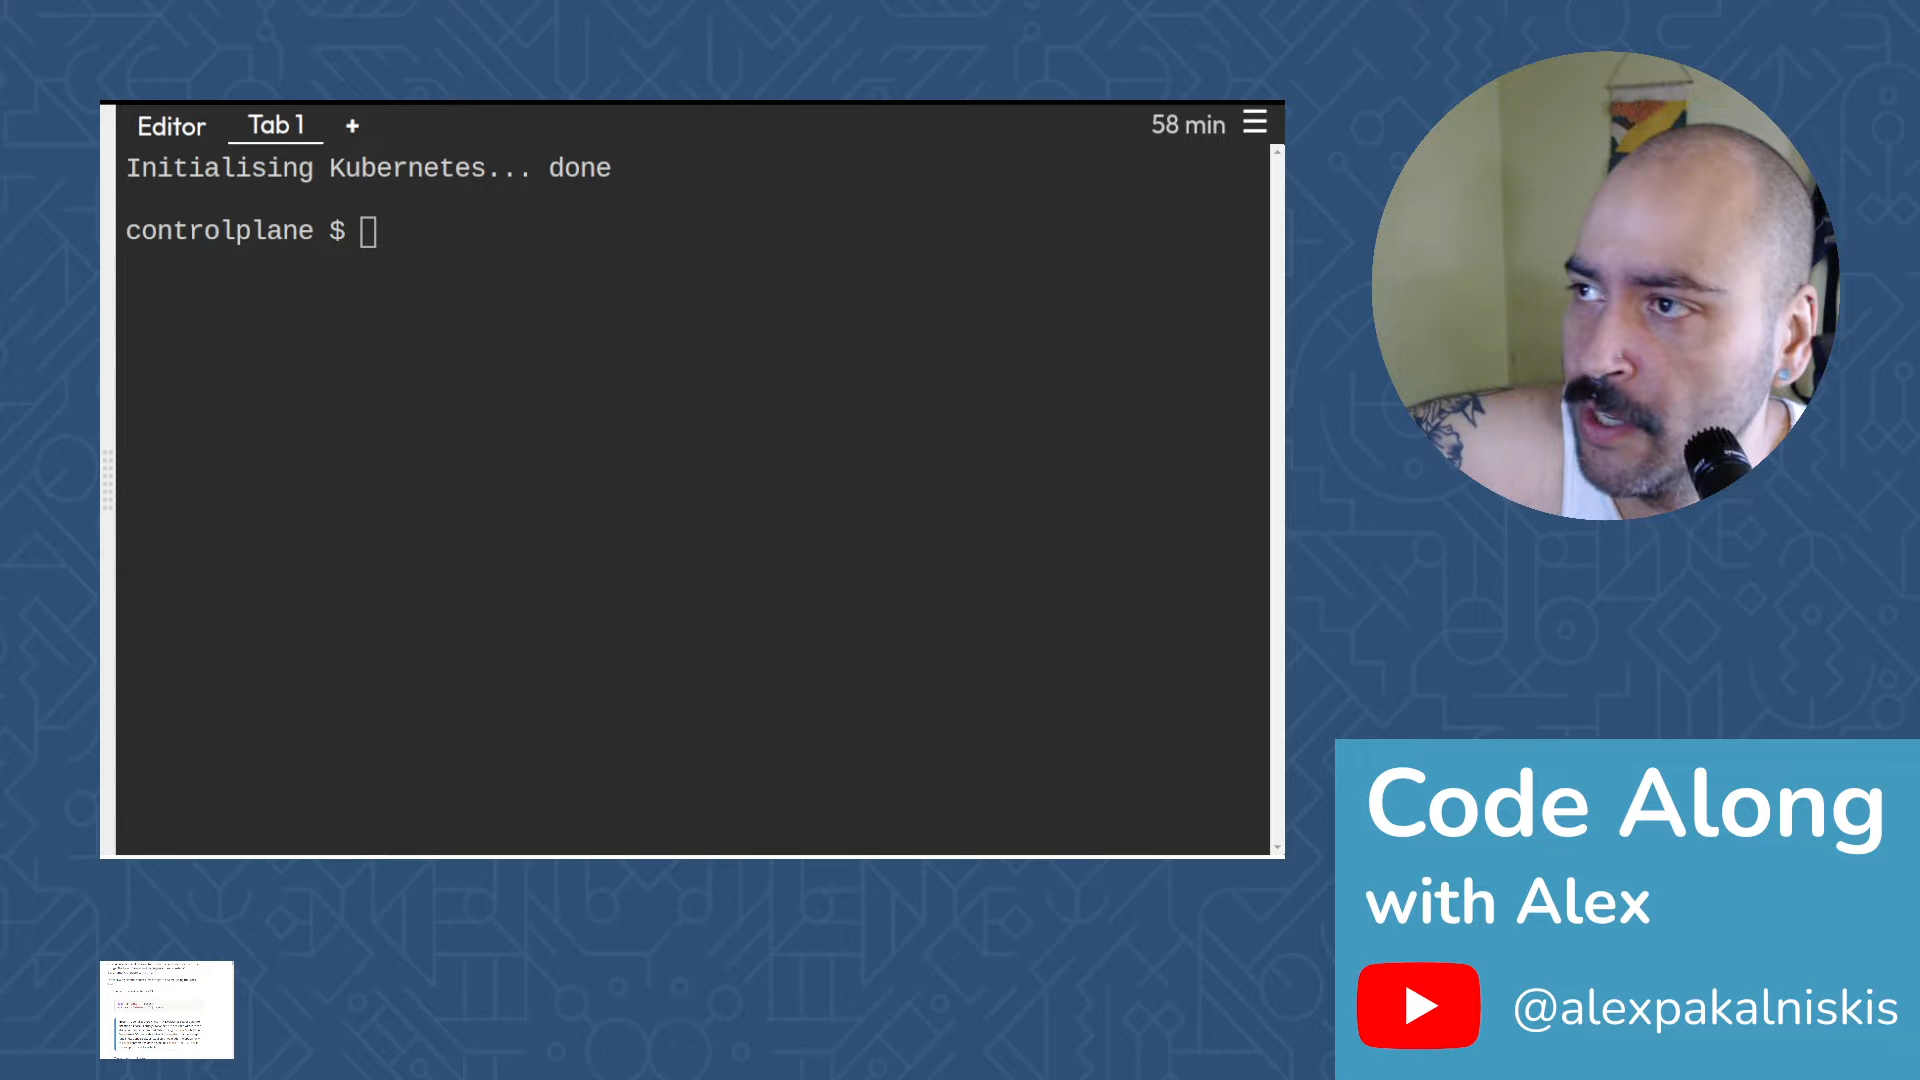 Editor Tab 1 + 58 min
Initialising Kubernetes... done
controlplane $
Code Along
with Alex
@alexpakalniskis